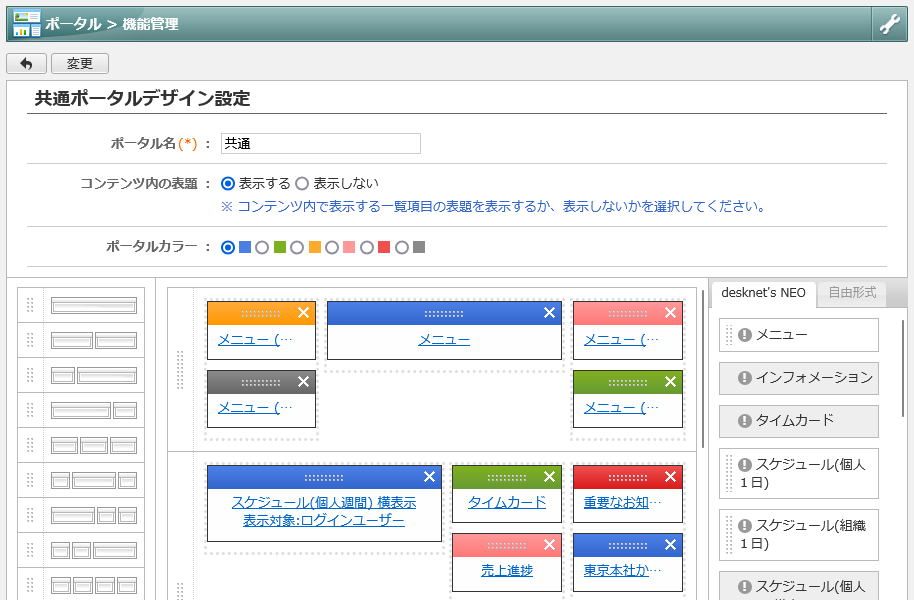 ポータル > 機能管理
変更
共通ポータルデザイン設定
ポータル名(*) : 共通
コンテンツ内の表題 : 表示する 表示しない
※ コンテンツ内で表示する一覧項目の表題を表示するか、表示しないかを選択してください。
ポータルカラー :
desknet's NEO 自由形式
メニュー (… メニュー メニュー (…
メニュー (… メニュー (…
スケジュール(個人週間) 横表示
表示対象:ログインユーザー
タイムカード 重要なお知…
売上進捗 東京本社か…
メニュー
インフォメーション
タイムカード
スケジュール(個人
1日)
スケジュール(組織
1日)
スケジュール(個人